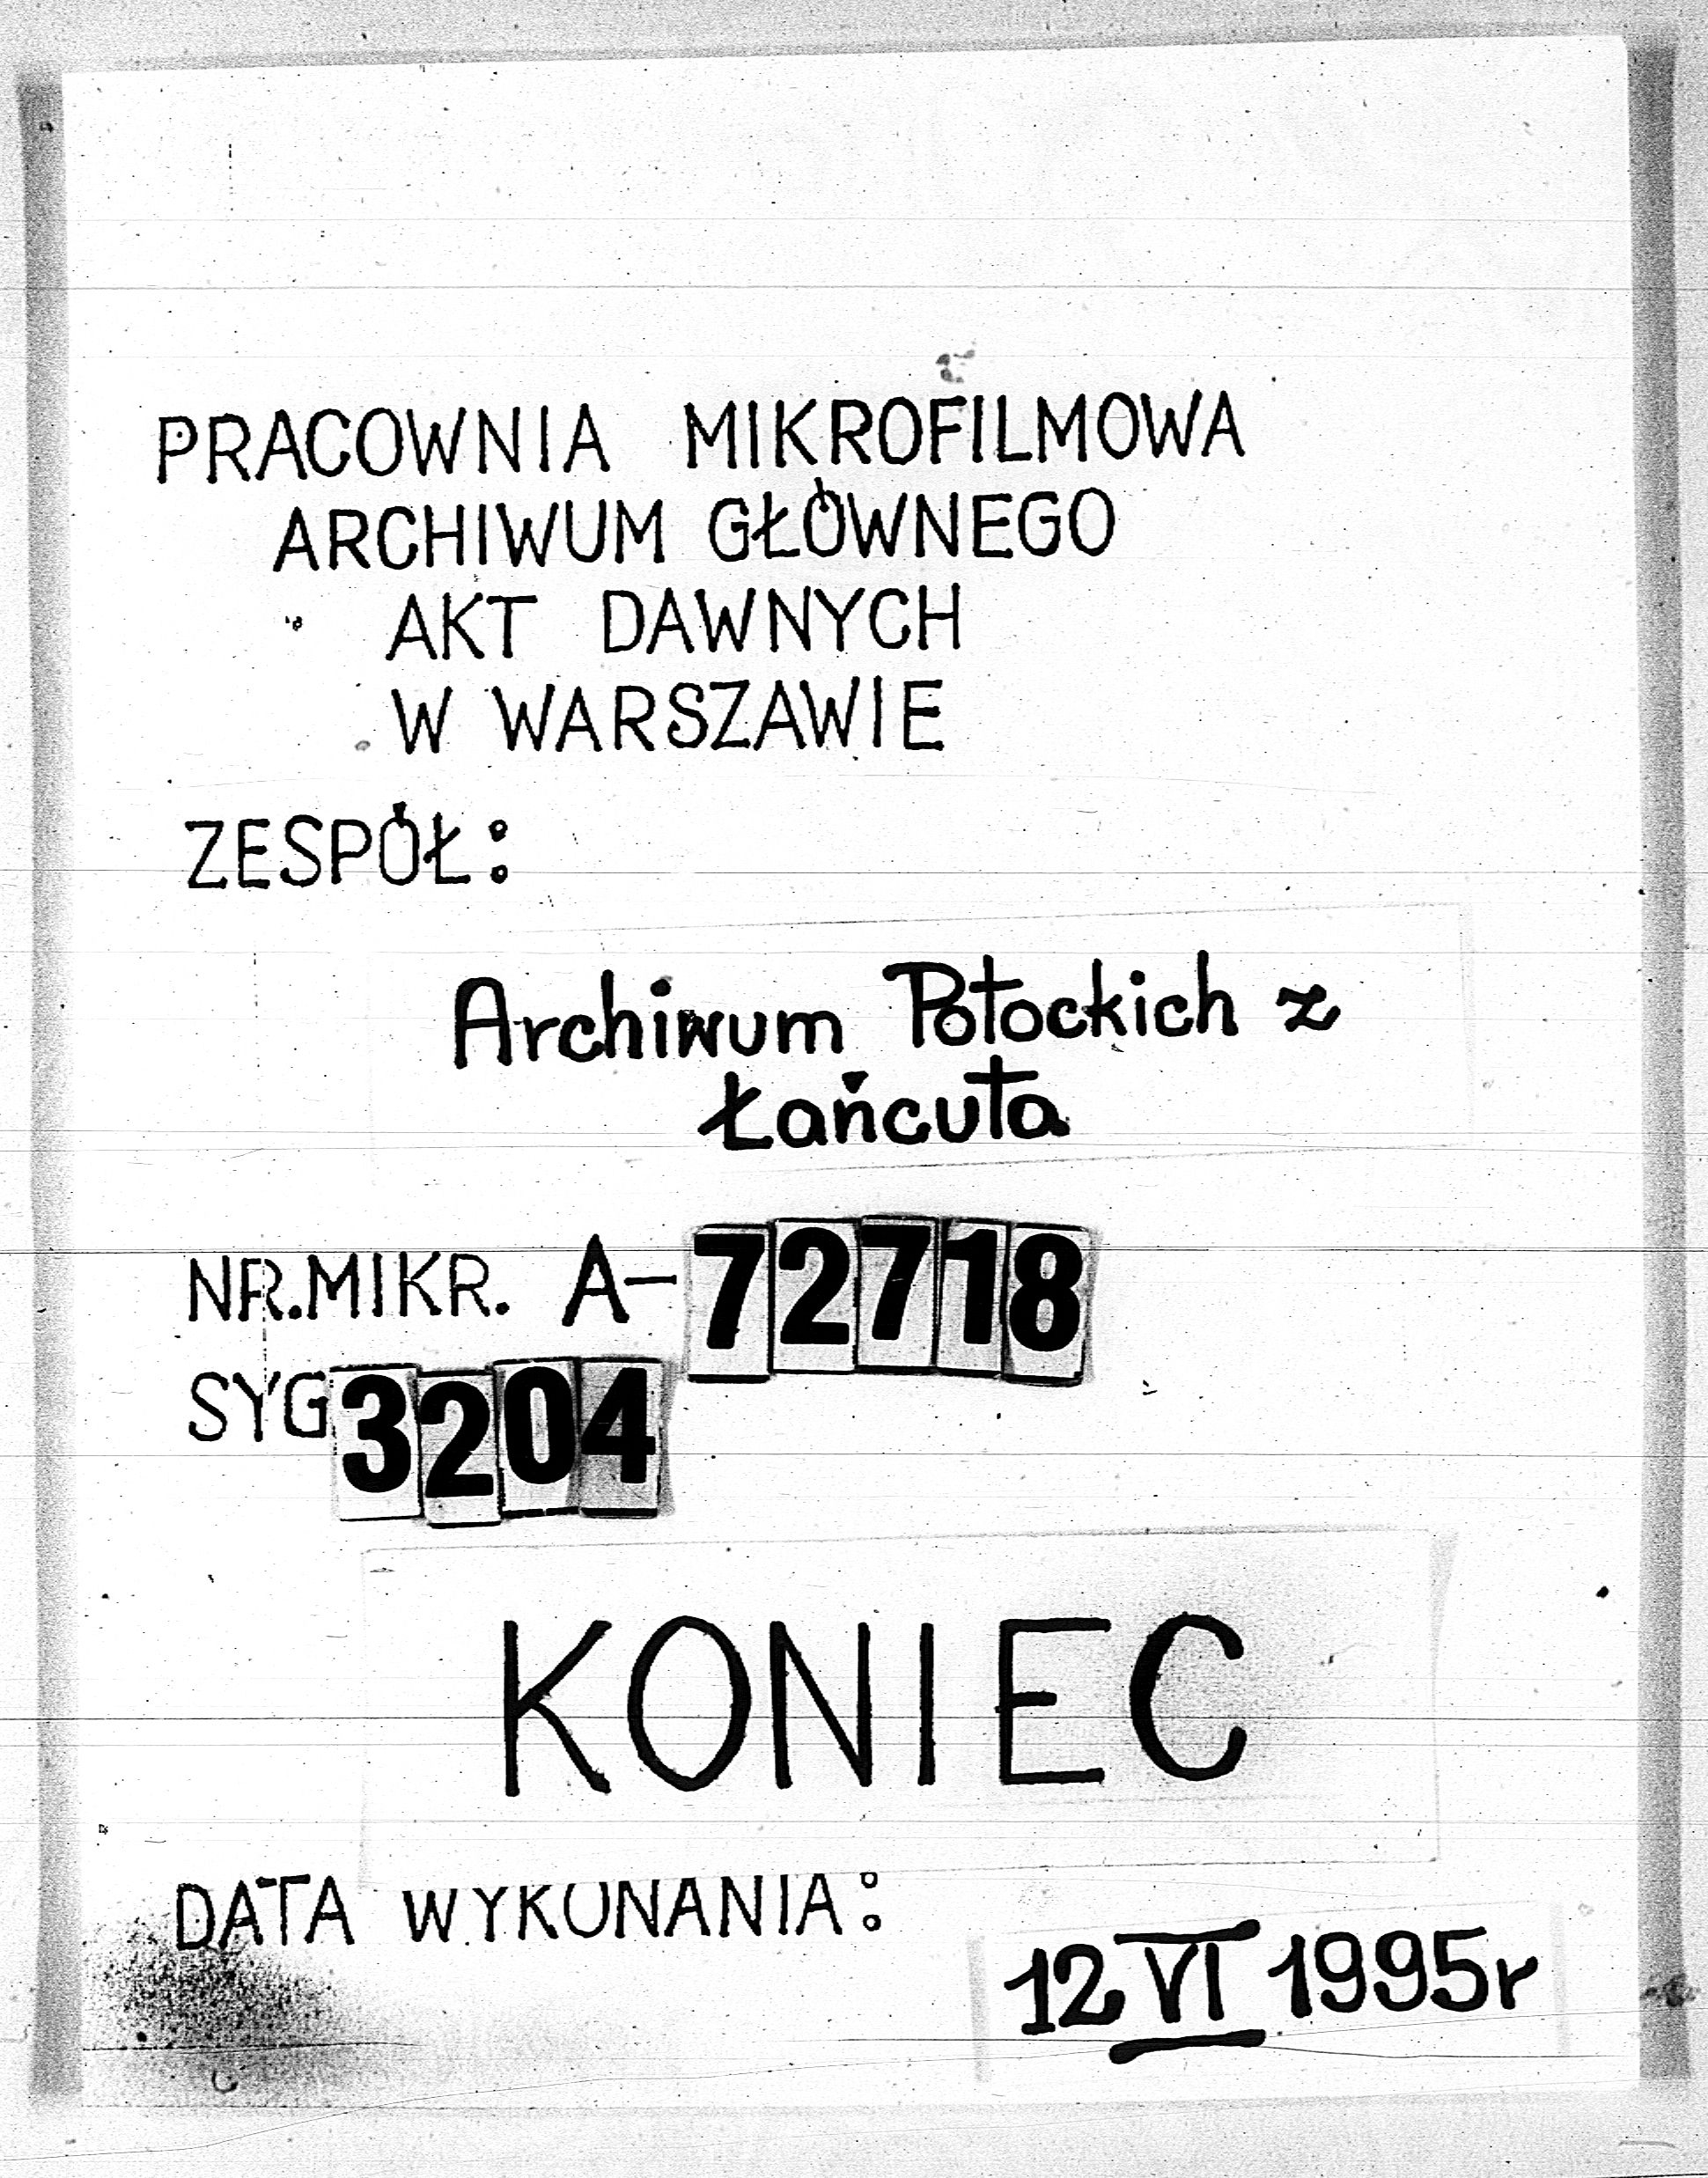 PRACOWNIA MIKROFILMOWA
ARCHIWUM GŁÓWNEGO
AKT DAWNYCH
W WARSZAWIE
ZESPÓŁ:
Archiwum Potockich z
Łańcuta
NR.MIKR. A-72718
SYG 3204
KONIEC
DATA WYKONANIA:
12 VI 1995r